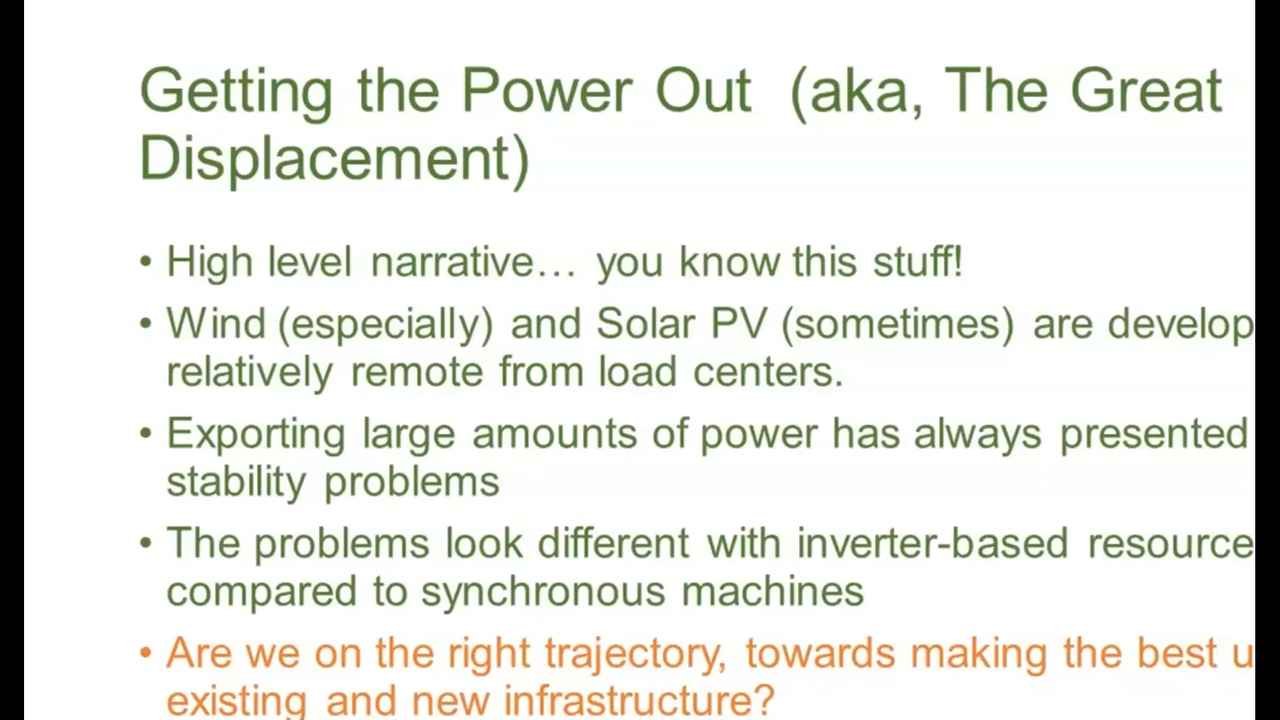 Getting the Power Out (aka, The Great
Displacement)
• High level narrative… you know this stuff!
• Wind (especially) and Solar PV (sometimes) are develop
relatively remote from load centers.
• Exporting large amounts of power has always presented
stability problems
• The problems look different with inverter-based resource
compared to synchronous machines
• Are we on the right trajectory, towards making the best u
existing and new infrastructure?